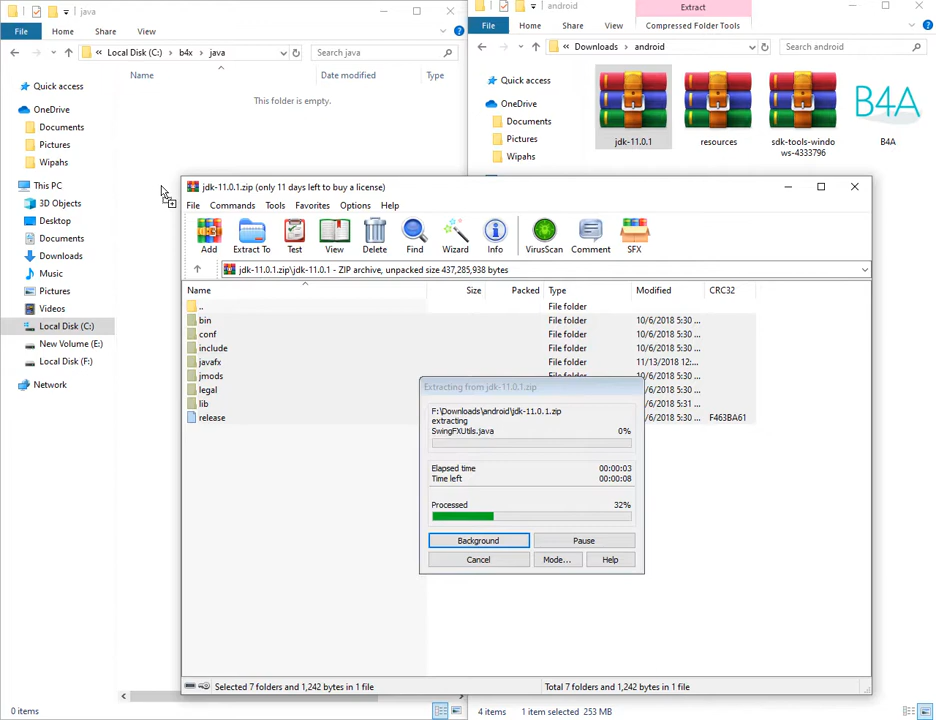 java
File
Home
Share
View
« Local Disk (C:) › b4x › java
Search java
Name
Date modified
Type
This folder is empty.
Quick access
OneDrive
Documents
Pictures
Wipahs
This PC
3D Objects
Desktop
Documents
Downloads
Music
Pictures
Videos
Local Disk (C:)
New Volume (E:)
Local Disk (F:)
Network
0 items
android
Extract
File
Home
Share
View
Compressed Folder Tools
« Downloads › android
Search android
Quick access
OneDrive
Documents
Pictures
Wipahs
jdk-11.0.1
resources
sdk-tools-windo
ws-4333796
B4A
B4A
4 items
1 item selected 253 MB
jdk-11.0.1.zip (only 11 days left to buy a license)
File Commands Tools Favorites Options Help
Add
Extract To
Test
View
Delete
Find
Wizard
Info
VirusScan
Comment
SFX
jdk-11.0.1.zip\jdk-11.0.1 - ZIP archive, unpacked size 437,285,938 bytes
Name Size Packed Type Modified CRC32
.. File folder
bin File folder 10/6/2018 5:30 ...
conf File folder 10/6/2018 5:30 ...
include File folder 10/6/2018 5:30 ...
javafx File folder 11/13/2018 12:...
jmods File folder 10/6/2018 5:30 ...
legal 10/6/2018 5:30 ...
lib 10/6/2018 5:31 ...
release 10/6/2018 5:30 ... F463BA61
Extracting from jdk-11.0.1.zip
F:\Downloads\android\jdk-11.0.1.zip
extracting
SwingFXUtils.java 0%
Elapsed time 00:00:03
Time left 00:00:08
Processed 32%
Background
Pause
Cancel
Mode...
Help
Selected 7 folders and 1,242 bytes in 1 file
Total 7 folders and 1,242 bytes in 1 file